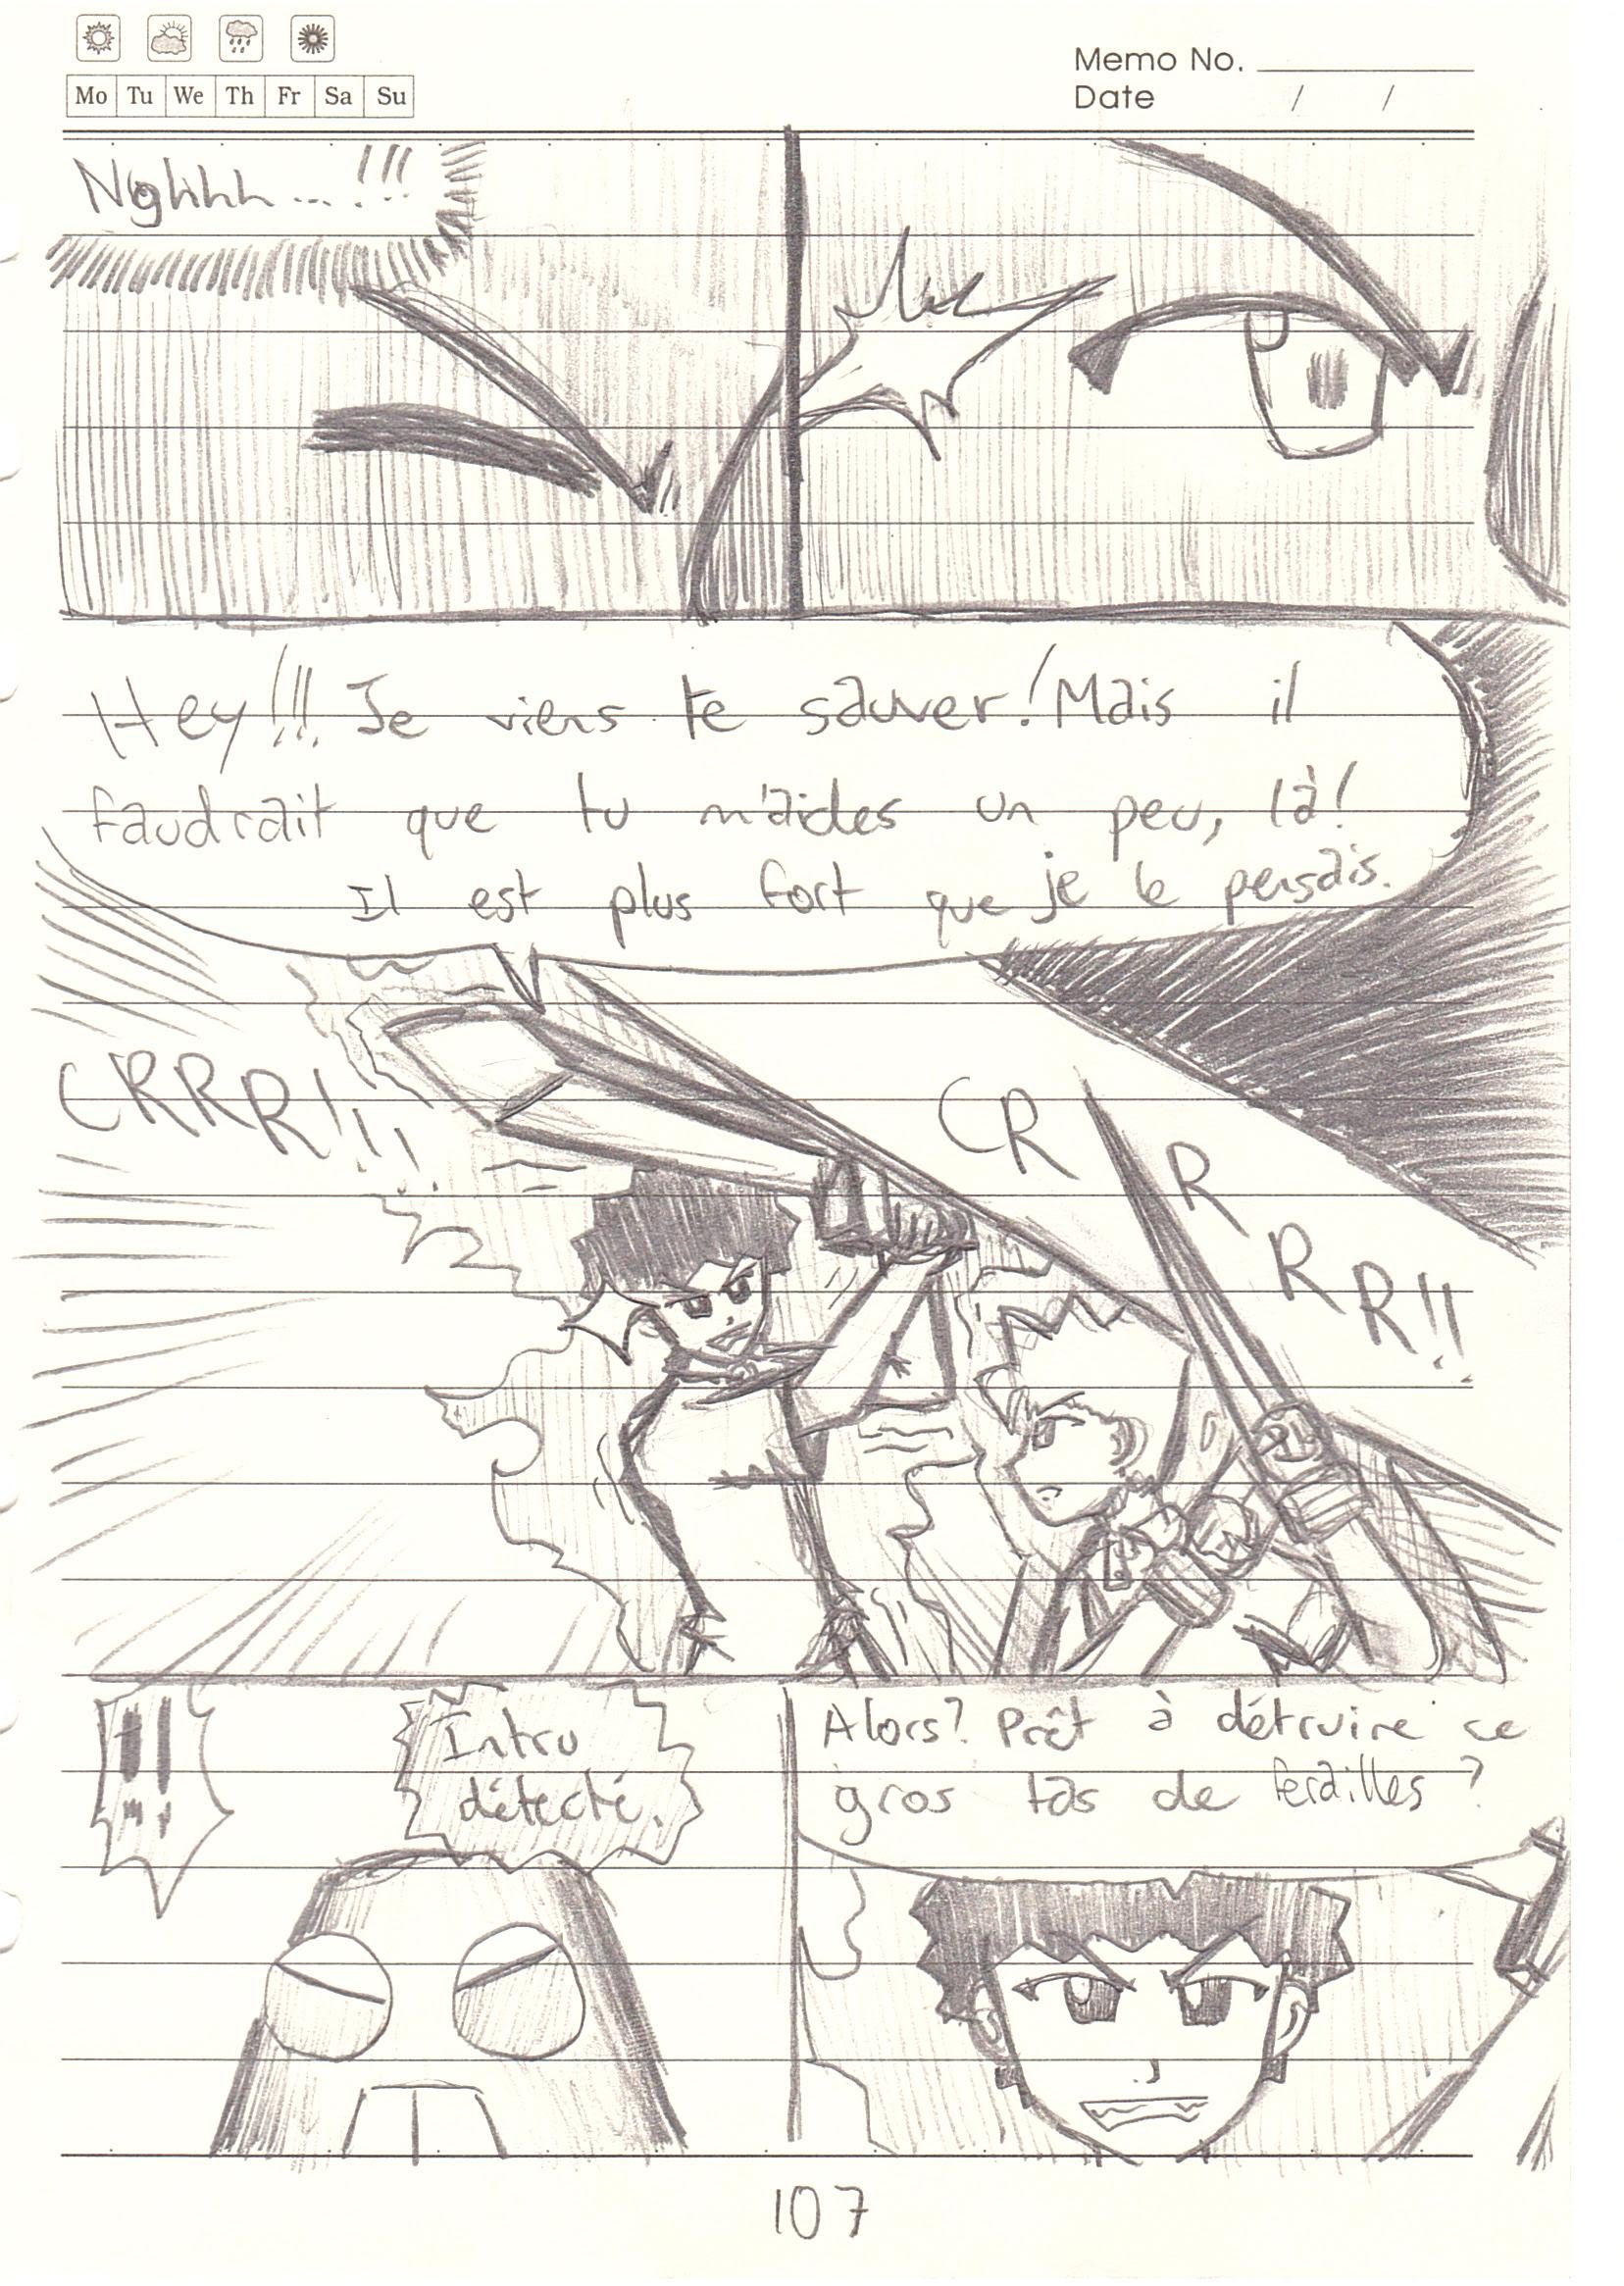 Memo No.
Date / /
Mo Tu We Th Fr Sa Su
Nghhh...!!!
Hey!!! Je viens te sauver! Mais il
faudrait que tu m'aides un peu, là!
Il est plus fort que je le pensais.
CRRR!!!
CRRRR!!
!!
Intru
détecté.
Alors? Prêt à détruire ce
gros tas de ferailles?
107